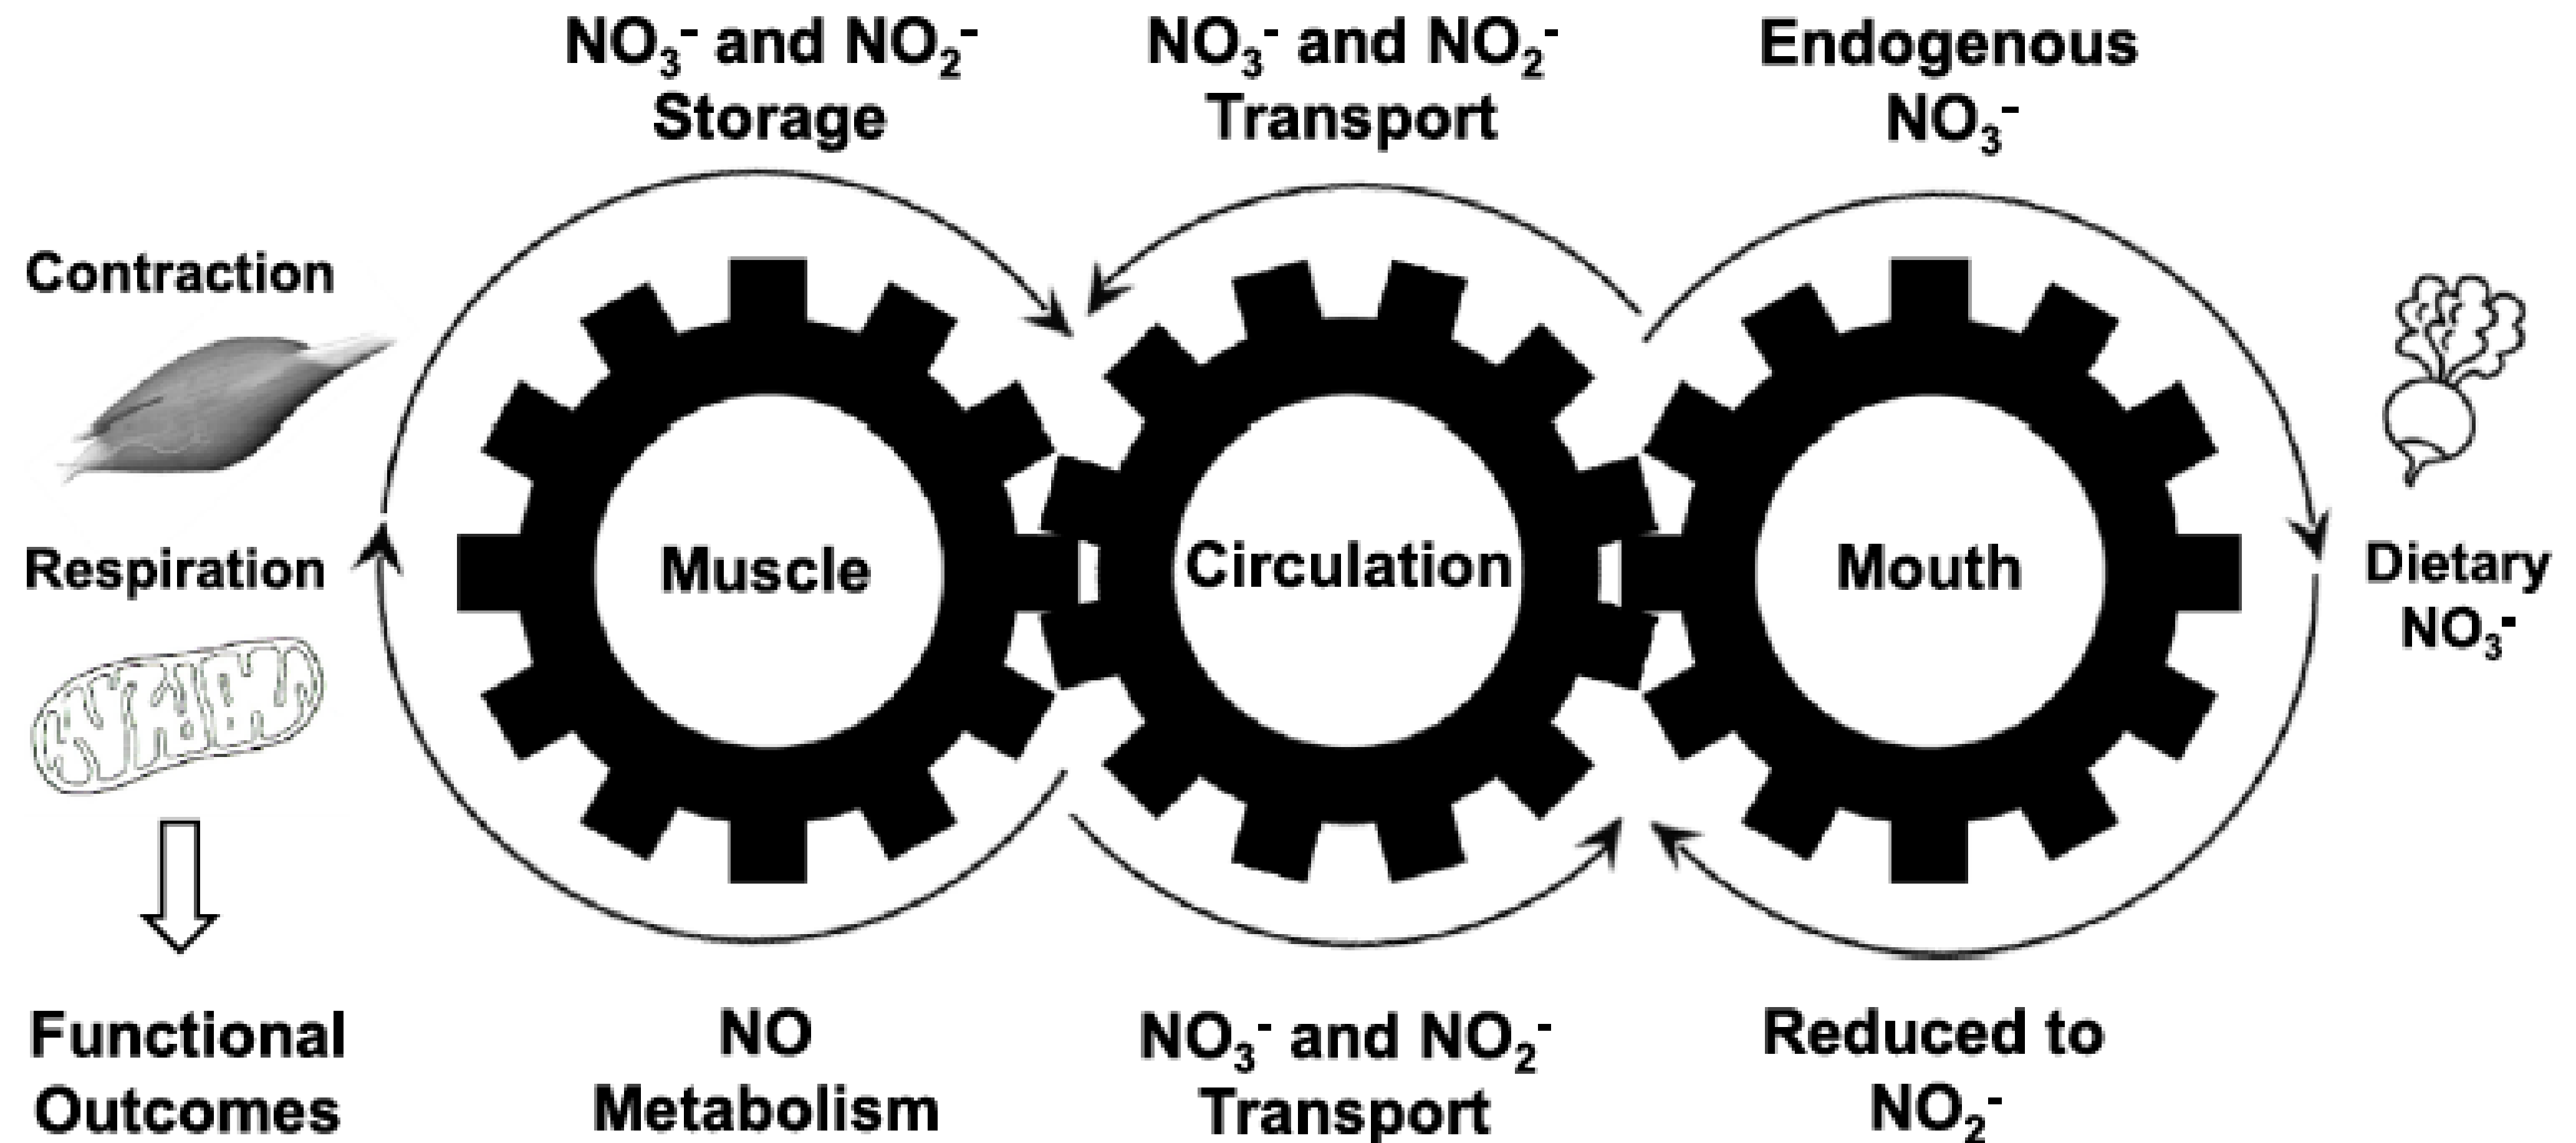 NO₃⁻ and NO₂⁻
Storage
NO₃⁻ and NO₂⁻
Transport
Endogenous
NO₃⁻
Contraction
Respiration
Muscle
Circulation
Mouth
Dietary
NO₃⁻
Functional
Outcomes
NO
Metabolism
NO₃⁻ and NO₂⁻
Transport
Reduced to
NO₂⁻